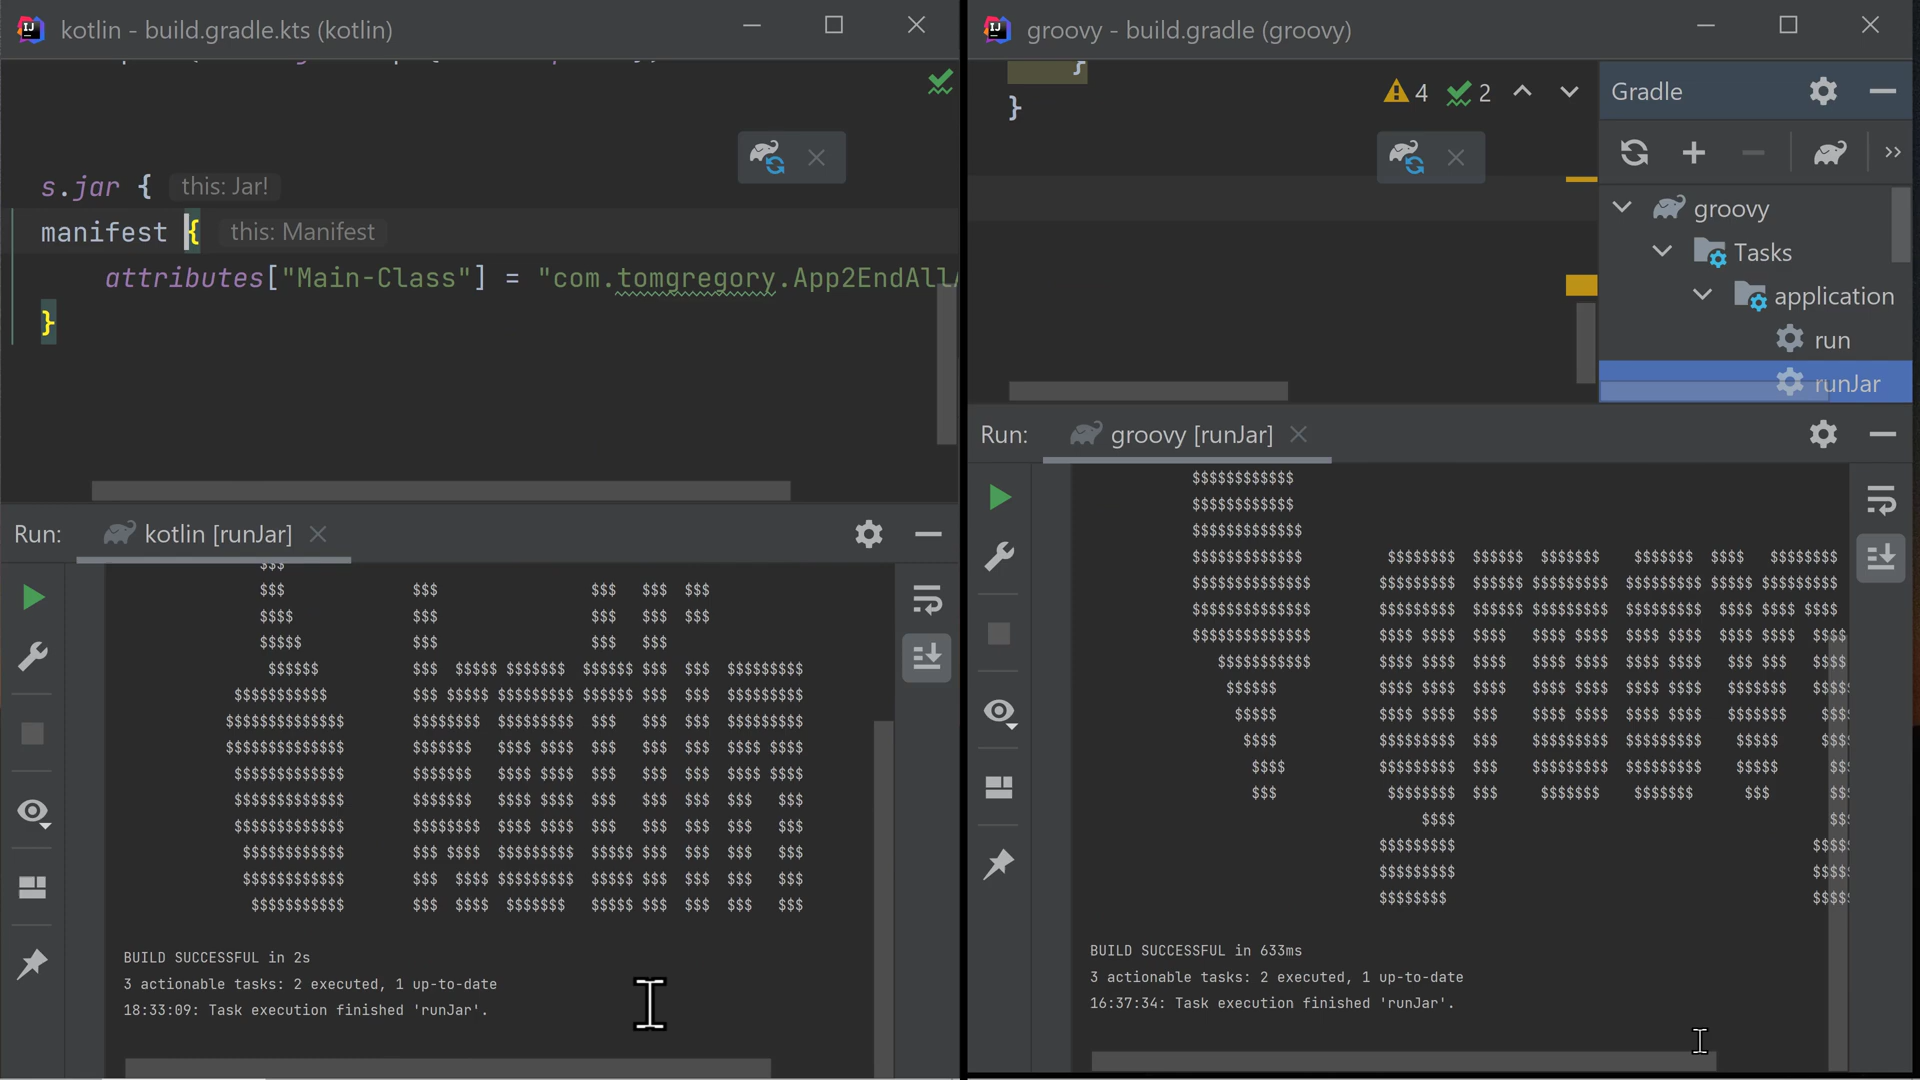 kotlin - build.gradle.kts (kotlin)
s.jar { this: Jar!
manifest { this: Manifest
attributes["Main-Class"] = "com.tomgregory.App2EndAll
}
Run: kotlin [runJar]
$$$
$$$ $$$ $$$ $$$ $$$
$$$$ $$$ $$$ $$$ $$$
$$$$$ $$$ $$$ $$$
$$$$$$ $$$ $$$$$ $$$$$$$ $$$$$$ $$$ $$$ $$$$$$$$$
$$$$$$$$$$$ $$$ $$$$$ $$$$$$$$$ $$$$$$ $$$ $$$ $$$$$$$$$
$$$$$$$$$$$$$$ $$$$$$$$ $$$$$$$$$ $$$ $$$ $$$ $$$$$$$$$
$$$$$$$$$$$$$$ $$$$$$$ $$$$ $$$$ $$$ $$$ $$$ $$$$ $$$$
$$$$$$$$$$$$$ $$$$$$$ $$$$ $$$$ $$$ $$$ $$$ $$$$ $$$$
$$$$$$$$$$$$$ $$$$$$$ $$$$ $$$$ $$$ $$$ $$$ $$$ $$$
$$$$$$$$$$$$$ $$$$$$$$ $$$$ $$$$ $$$ $$$ $$$ $$$ $$$
$$$$$$$$$$$$ $$$ $$$$ $$$$$$$$$ $$$$$ $$$ $$$ $$$ $$$
$$$$$$$$$$$$ $$$ $$$$ $$$$$$$$$ $$$$$ $$$ $$$ $$$ $$$
$$$$$$$$$$$ $$$ $$$$ $$$$$$$ $$$$$ $$$ $$$ $$$ $$$
BUILD SUCCESSFUL in 2s
3 actionable tasks: 2 executed, 1 up-to-date
18:33:09: Task execution finished 'runJar'.
groovy - build.gradle (groovy)
}
}
4 2
Gradle
groovy
Tasks
application
run
runJar
Run: groovy [runJar]
$$$$$$$$$$$$
$$$$$$$$$$$$
$$$$$$$$$$$$$
$$$$$$$$$$$$$ $$$$$$$$ $$$$$$ $$$$$$$ $$$$$$$ $$$$ $$$$$$$$
$$$$$$$$$$$$$$ $$$$$$$$$ $$$$$$ $$$$$$$$$ $$$$$$$$$ $$$$$ $$$$$$$$$
$$$$$$$$$$$$$$ $$$$$$$$$ $$$$$$ $$$$$$$$$ $$$$$$$$$ $$$$ $$$$ $$$$
$$$$$$$$$$$$$$ $$$$ $$$$ $$$$ $$$$ $$$$ $$$$ $$$$ $$$$ $$$$ $$$$
$$$$$$$$$$$ $$$$ $$$$ $$$$ $$$$ $$$$ $$$$ $$$$ $$$ $$$ $$$$
$$$$$$ $$$$ $$$$ $$$$ $$$$ $$$$ $$$$ $$$$ $$$$$$$ $$$$
$$$$$ $$$$ $$$$ $$$ $$$$ $$$$ $$$$ $$$$ $$$$$$$ $$$
$$$$ $$$$$$$$$ $$$ $$$$$$$$$ $$$$$$$$$ $$$$$ $$$
$$$$ $$$$$$$$$ $$$ $$$$$$$$$ $$$$$$$$$ $$$$$ $$
$$$ $$$$$$$$ $$$ $$$$$$$ $$$$$$$ $$$ $$
$$$$ $$
$$$$$$$$$ $$$$
$$$$$$$$$ $$$$
$$$$$$$$ $$$$
BUILD SUCCESSFUL in 633ms
3 actionable tasks: 2 executed, 1 up-to-date
16:37:34: Task execution finished 'runJar'.